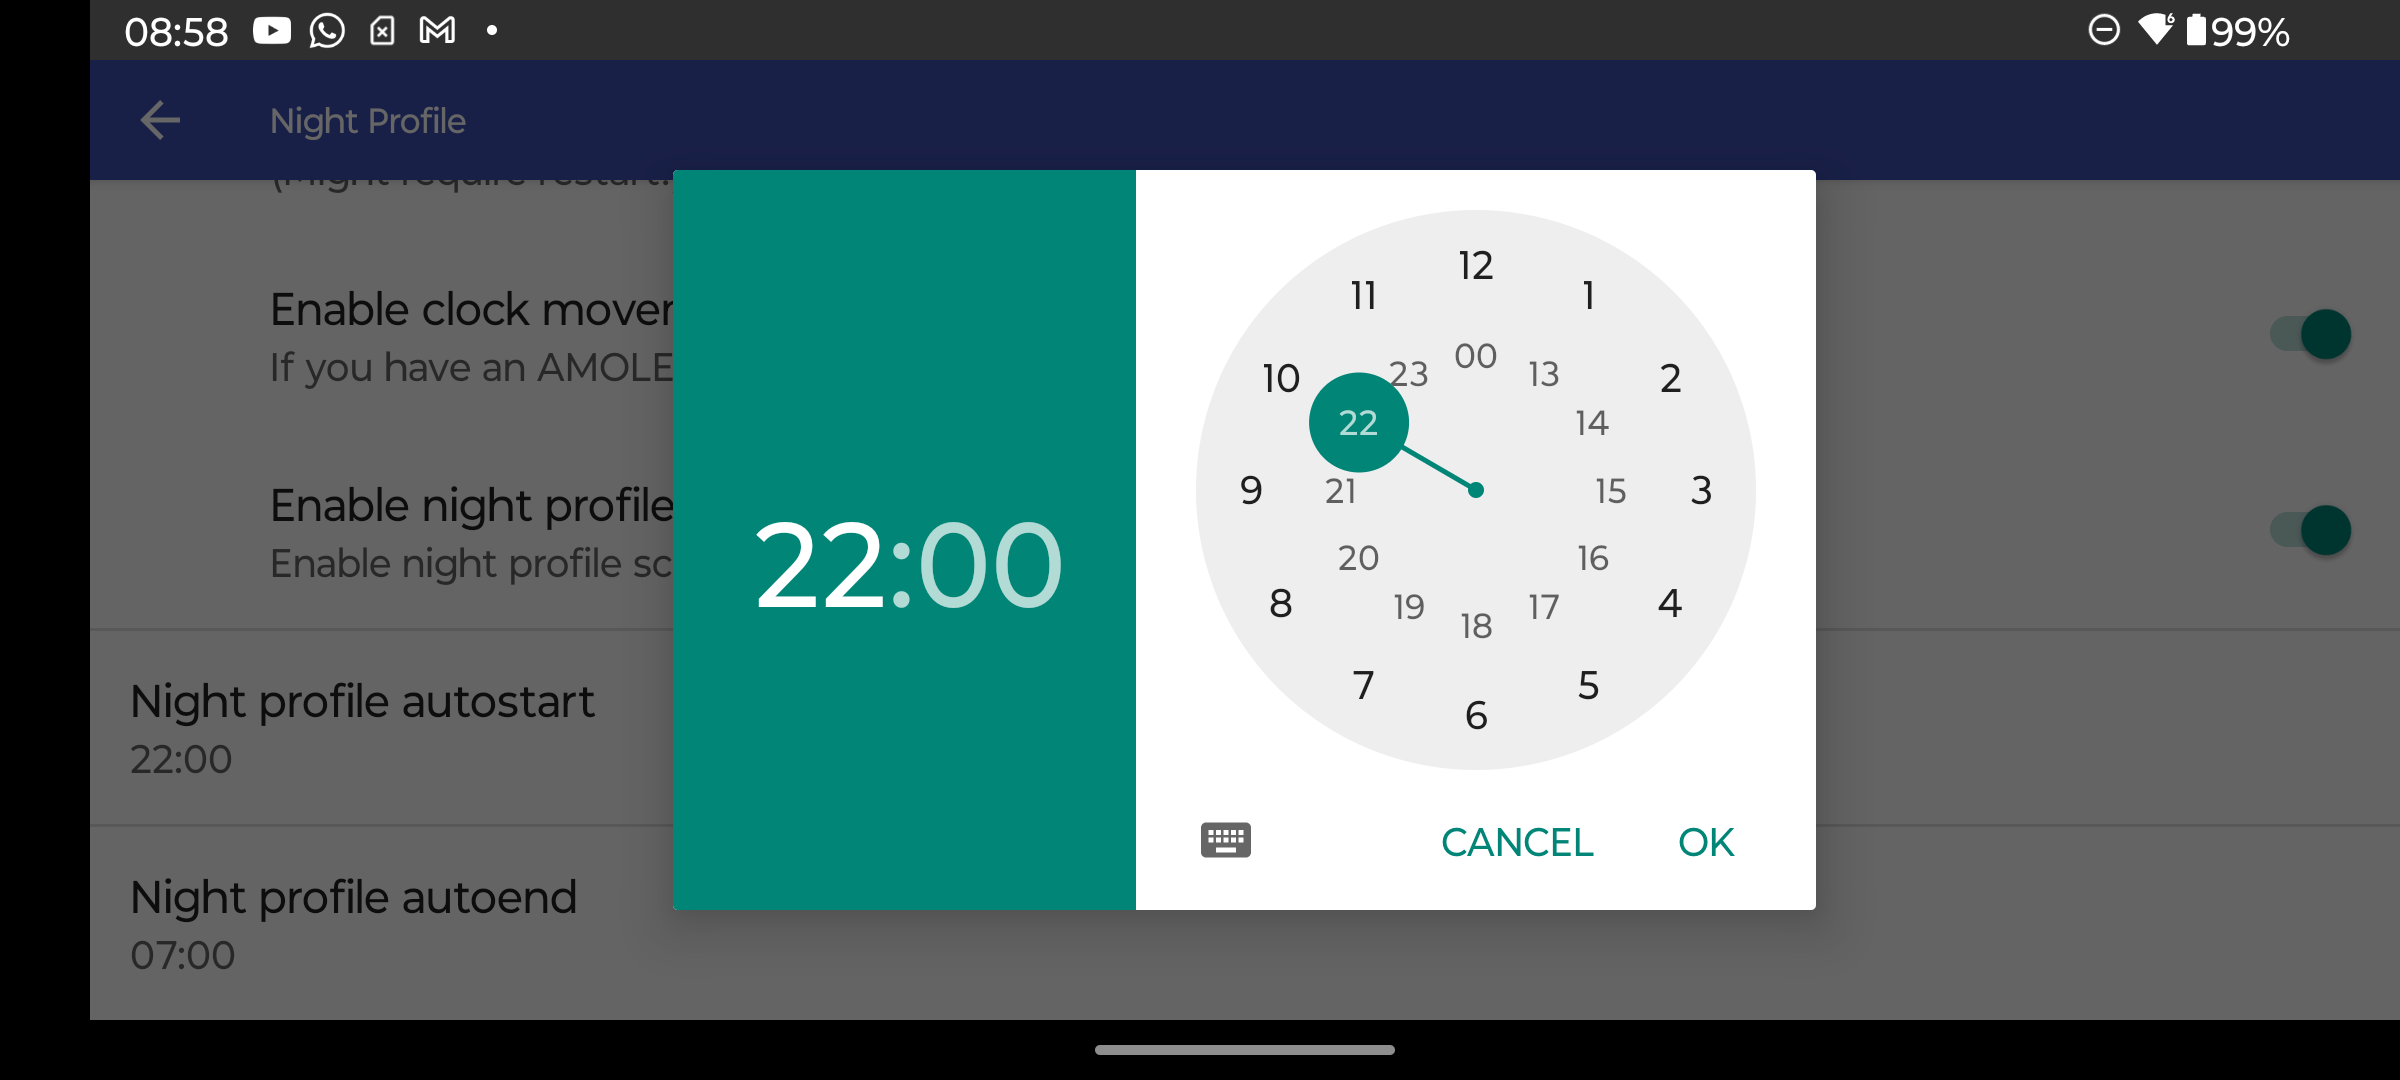 08:58 99%
Night Profile
(Might require restart.
Enable clock mover
If you have an AMOLE
Enable night profile
Enable night profile sc
Night profile autostart
22:00
Night profile autoend
07:00
22:00
12
11 1
00
23 13
10 2
22 14
9 21 15 3
20 16
8 4
19 17
18
7 5
6
CANCEL OK